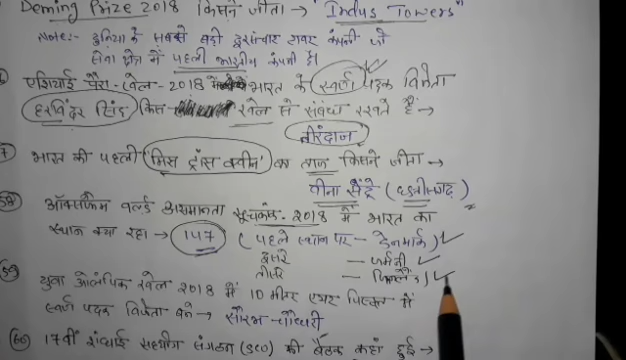 Deming Prize 2018 किसने जीता → "Indus Towers"
Note:- दुनिया के सबसे बड़ी दूरसंचार टावर कंपनी जो
सेवा क्षेत्र में पहली भारतीय कंपनी है।
एशियाई पैरा-खेल-2018 में भारत के स्वर्ण पदक विजेता
हरविंदर सिंह किस खेल से संबंध रखते हैं →
तीरंदाज
भारत की पहली 'मिस ट्रांस क्वीन' का ताज किसने जीता →
वीना सेंद्रे (छत्तीसगढ़)
58 ऑक्सफैम वर्ल्ड असमानता सूचकांक-2018 में भारत का
स्थान क्या रहा → 147 (पहले स्थान पर - डेनमार्क)
दूसरे - जर्मनी
तीसरे - फिनलैंड)
59 युवा ओलंपिक खेल 2018 में 10 मीटर एयर पिस्टल में
स्वर्ण पदक विजेता बने → सौरभ-चौधरी
60 17वीं शंघाई सहयोग संगठन (SCO) की बैठक कहां हुई →